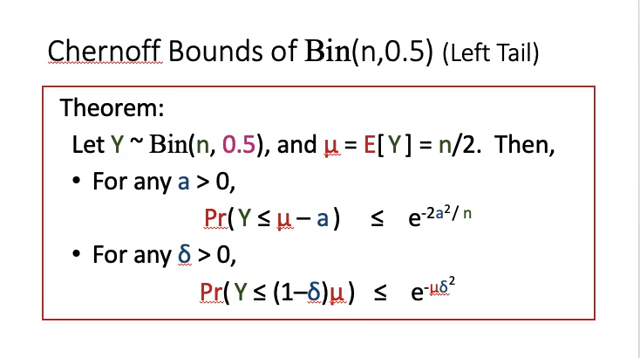 Chernoff Bounds of Bin(n,0.5) (Left Tail)
Theorem:
Let Y ~ Bin(n, 0.5), and μ = E[Y] = n/2. Then,
• For any a > 0,
Pr(Y ≤ μ – a) ≤ e^-2a²/n
• For any δ > 0,
Pr(Y ≤ (1–δ)μ) ≤ e^-μδ²